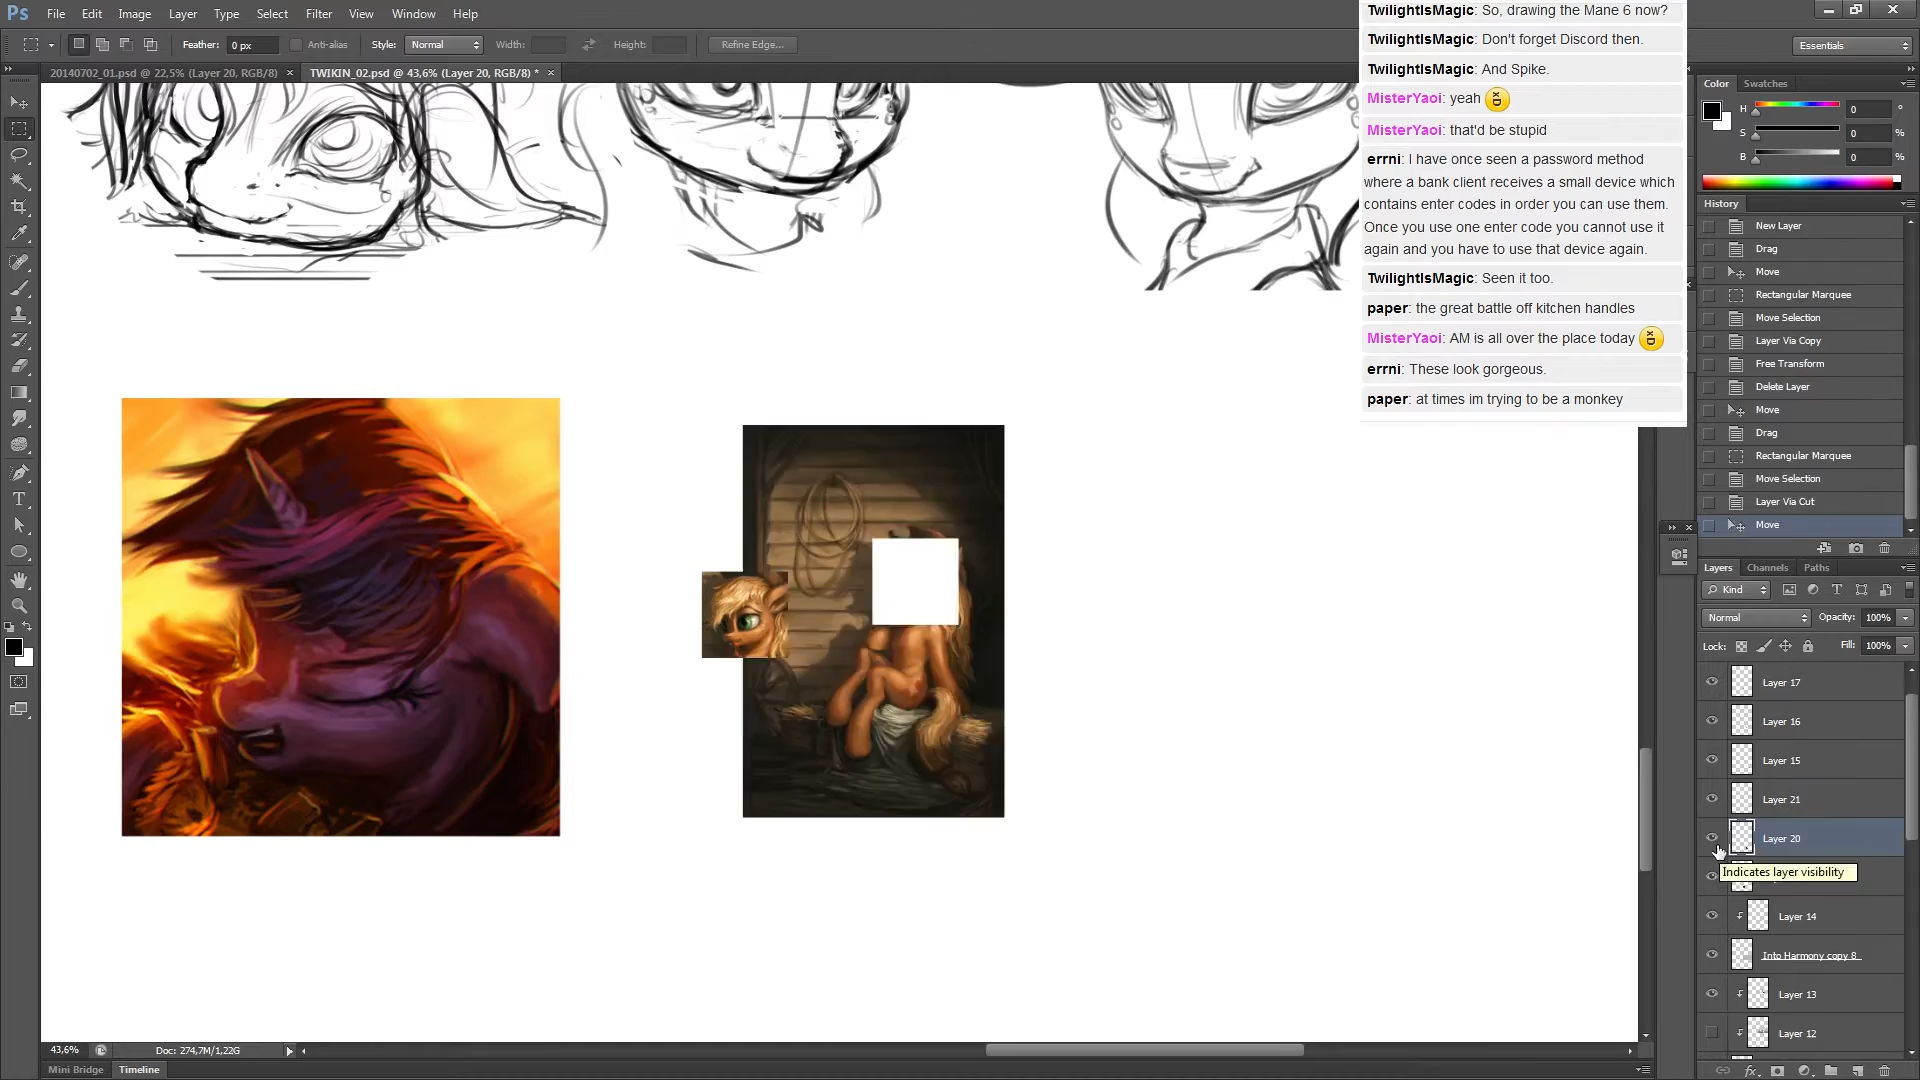 Ps File Edit Image Layer Type Select Filter View Window Help
Feather: 0 px Anti-alias Style: Normal Width: Height: Refine Edge... Essentials
20140702_01.psd @ 22,5% (Layer 20, RGB/8) × TWIKIN_02.psd @ 43,6% (Layer 20, RGB/8) * ×
TwilightIsMagic: So, drawing the Mane 6 now?
TwilightIsMagic: Don't forget Discord then.
TwilightIsMagic: And Spike.
MisterYaoi: yeah XD
MisterYaoi: that'd be stupid
errni: I have once seen a password method
where a bank client receives a small device which
contains enter codes in order you can use them.
Once you use one enter code you cannot use it
again and you have to use that device again.
TwilightIsMagic: Seen it too.
paper: the great battle off kitchen handles
MisterYaoi: AM is all over the place today XD
errni: These look gorgeous.
paper: at times im trying to be a monkey
Color Swatches
H 0 °
S 0 %
B 0 %
History
New Layer
Drag
Move
Rectangular Marquee
Move Selection
Layer Via Copy
Free Transform
Delete Layer
Move
Drag
Rectangular Marquee
Move Selection
Layer Via Cut
Move
Layers Channels Paths
Kind
Normal Opacity: 100%
Lock: Fill: 100%
Layer 17
Layer 16
Layer 15
Layer 21
Layer 20
Indicates layer visibility
Layer 14
Into Harmony copy 8
Layer 13
Layer 12
43,6% Doc: 274,7M/1,22G
Mini Bridge Timeline